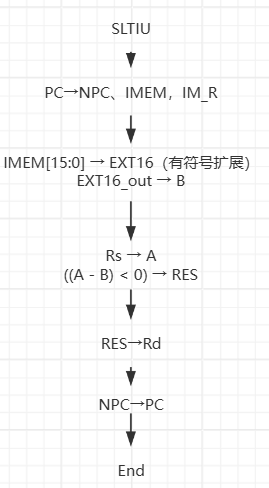 SLTIU
PC→NPC、IMEM，IM_R
IMEM[15:0] → EXT16（有符号扩展）
EXT16_out → B
Rs → A
((A - B) < 0) → RES
RES→Rd
NPC→PC
End